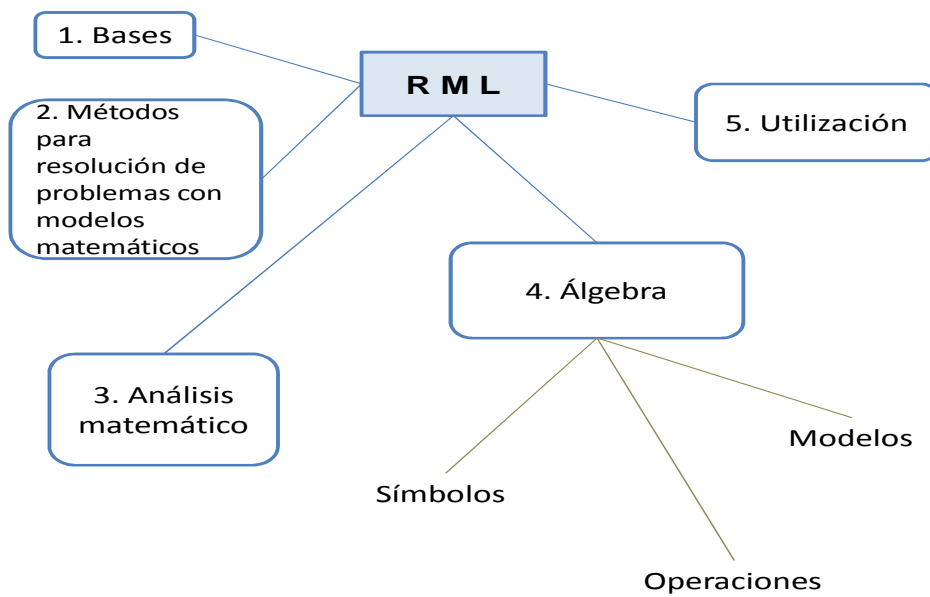 1. Bases
R M L
2. Métodos
para
resolución de
problemas con
modelos
matemáticos
5. Utilización
4. Álgebra
3. Análisis
matemático
Modelos
Símbolos
Operaciones